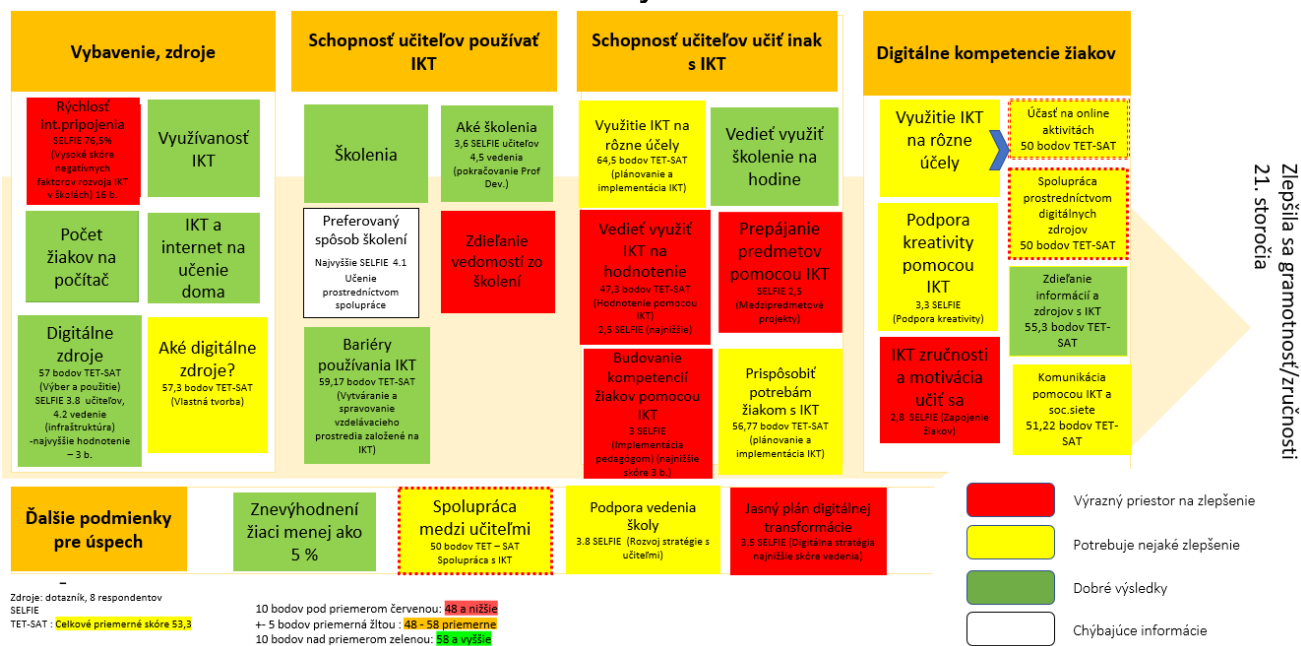 Vybavenie, zdroje
Rýchlosť
int.pripojenia
SELFIE 76,5%
(Vysoké skóre
negatívnych
faktorov rozvoja IKT
v školách) 16 b.
Využívanosť
IKT
Počet
žiakov na
počítač
IKT a
internet na
učenie
doma
Digitálne
zdroje
57 bodov TET-SAT
(Výber a použitie)
SELFIE 3.8 učiteľov,
4.2 vedenie
(infraštruktúra)
-najvyššie hodnotenie
– 3 b.
Aké digitálne
zdroje?
57,3 bodov TET-SAT
(Vlastná tvorba)
Schopnosť učiteľov používať
IKT
Školenia
Aké školenia
3,6 SELFIE učiteľov
4,5 vedenia
(pokračovanie Prof
Dev.)
Preferovaný
spôsob školení
Najvyššie SELFIE 4.1
Učenie
prostredníctvom
spolupráce
Zdieľanie
vedomostí zo
školení
Bariéry
používania IKT
59,17 bodov TET-SAT
(Vytváranie a
spravovanie
vzdelávacieho
prostredia založené na
IKT)
Schopnosť učiteľov učiť inak
s IKT
Využitie IKT na
rôzne účely
64,5 bodov TET-SAT
(plánovanie a
implementácia IKT)
Vedieť využiť
školenie na
hodine
Vedieť využiť
IKT na
hodnotenie
47,3 bodov TET-SAT
(Hodnotenie pomocou
IKT)
2,5 SELFIE (najnižšie)
Prepájanie
predmetov
pomocou IKT
SELFIE 2,5
(Medzipredmetové
projekty)
Budovanie
kompetencií
žiakov pomocou
IKT
3 SELFIE
(Implementácia
pedagógom) (najnižšie
skóre 3 b.)
Prispôsobiť
potrebám
žiakom s IKT
56,77 bodov TET-SAT
(plánovanie a
implementácia IKT)
Digitálne kompetencie žiakov
Využitie IKT
na rôzne
účely
Účasť na online
aktivitách
50 bodov TET-SAT
Spolupráca
prostredníctvom
digitálnych
zdrojov
50 bodov TET-SAT
Podpora
kreativity
pomocou
IKT
3,3 SELFIE
(Podpora kreativity)
Zdieľanie
informácií a
zdrojov s IKT
55,3 bodov TET-
SAT
IKT zručnosti
a motivácia
učiť sa
2,8 SELFIE (Zapojenie
žiakov)
Komunikácia
pomocou IKT a
soc.siete
51,22 bodov TET-
SAT
Zlepšila sa gramotnosť/zručnosti
21. storočia
Ďalšie podmienky
pre úspech
Znevýhodnení
žiaci menej ako
5 %
Spolupráca
medzi učiteľmi
50 bodov TET – SAT
Spolupráca s IKT
Podpora vedenia
školy
3.8 SELFIE (Rozvoj stratégie s
učiteľmi)
Jasný plán digitálnej
transformácie
3,5 SELFIE (Digitálna stratégia
najnižšie skóre vedenia)
Výrazný priestor na zlepšenie
Potrebuje nejaké zlepšenie
Dobré výsledky
Chýbajúce informácie
Zdroje: dotazník, 8 respondentov
SELFIE
TET-SAT : Celkové priemerné skóre 53,3
10 bodov pod priemerom červenou: 48 a nižšie
+- 5 bodov priemerná žltou : 48 - 58 priemerne
10 bodov nad priemerom zelenou: 58 a vyššie